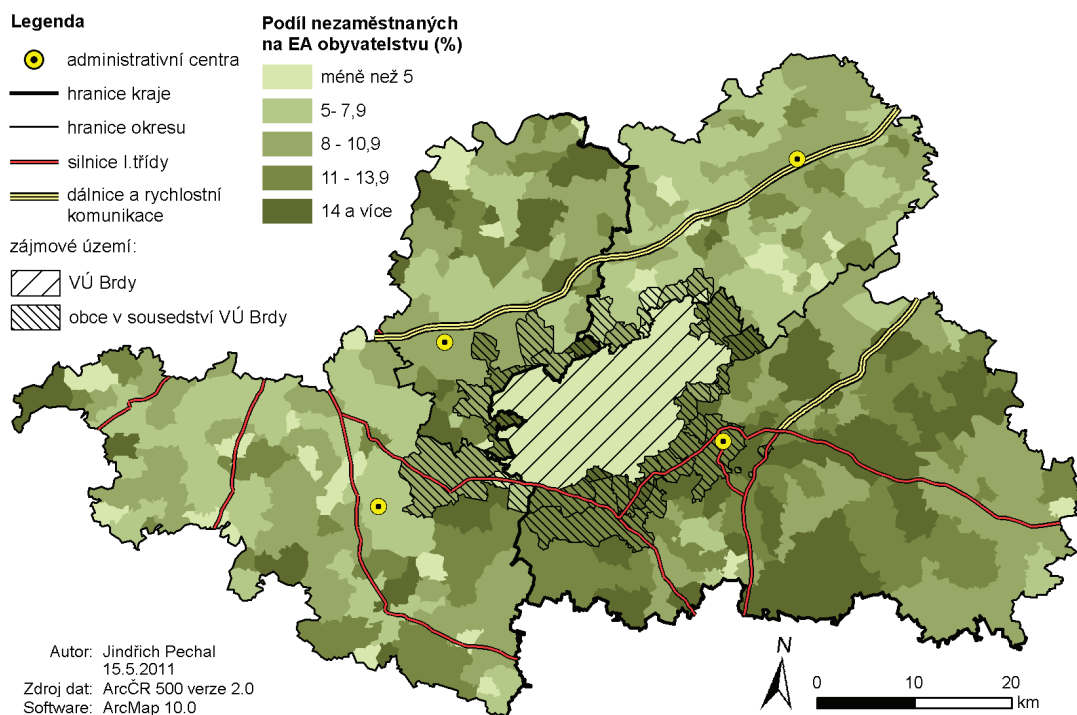 Legenda
administrativní centra
hranice kraje
hranice okresu
silnice I.třídy
dálnice a rychlostní
komunikace
zájmové území:
VÚ Brdy
obce v sousedství VÚ Brdy
Podíl nezaměstnaných
na EA obyvatelstvu (%)
méně než 5
5- 7,9
8 - 10,9
11 - 13,9
14 a více
Autor: Jindřich Pechal
15.5.2011
Zdroj dat: ArcČR 500 verze 2.0
Software: ArcMap 10.0
N
0 10 20
km